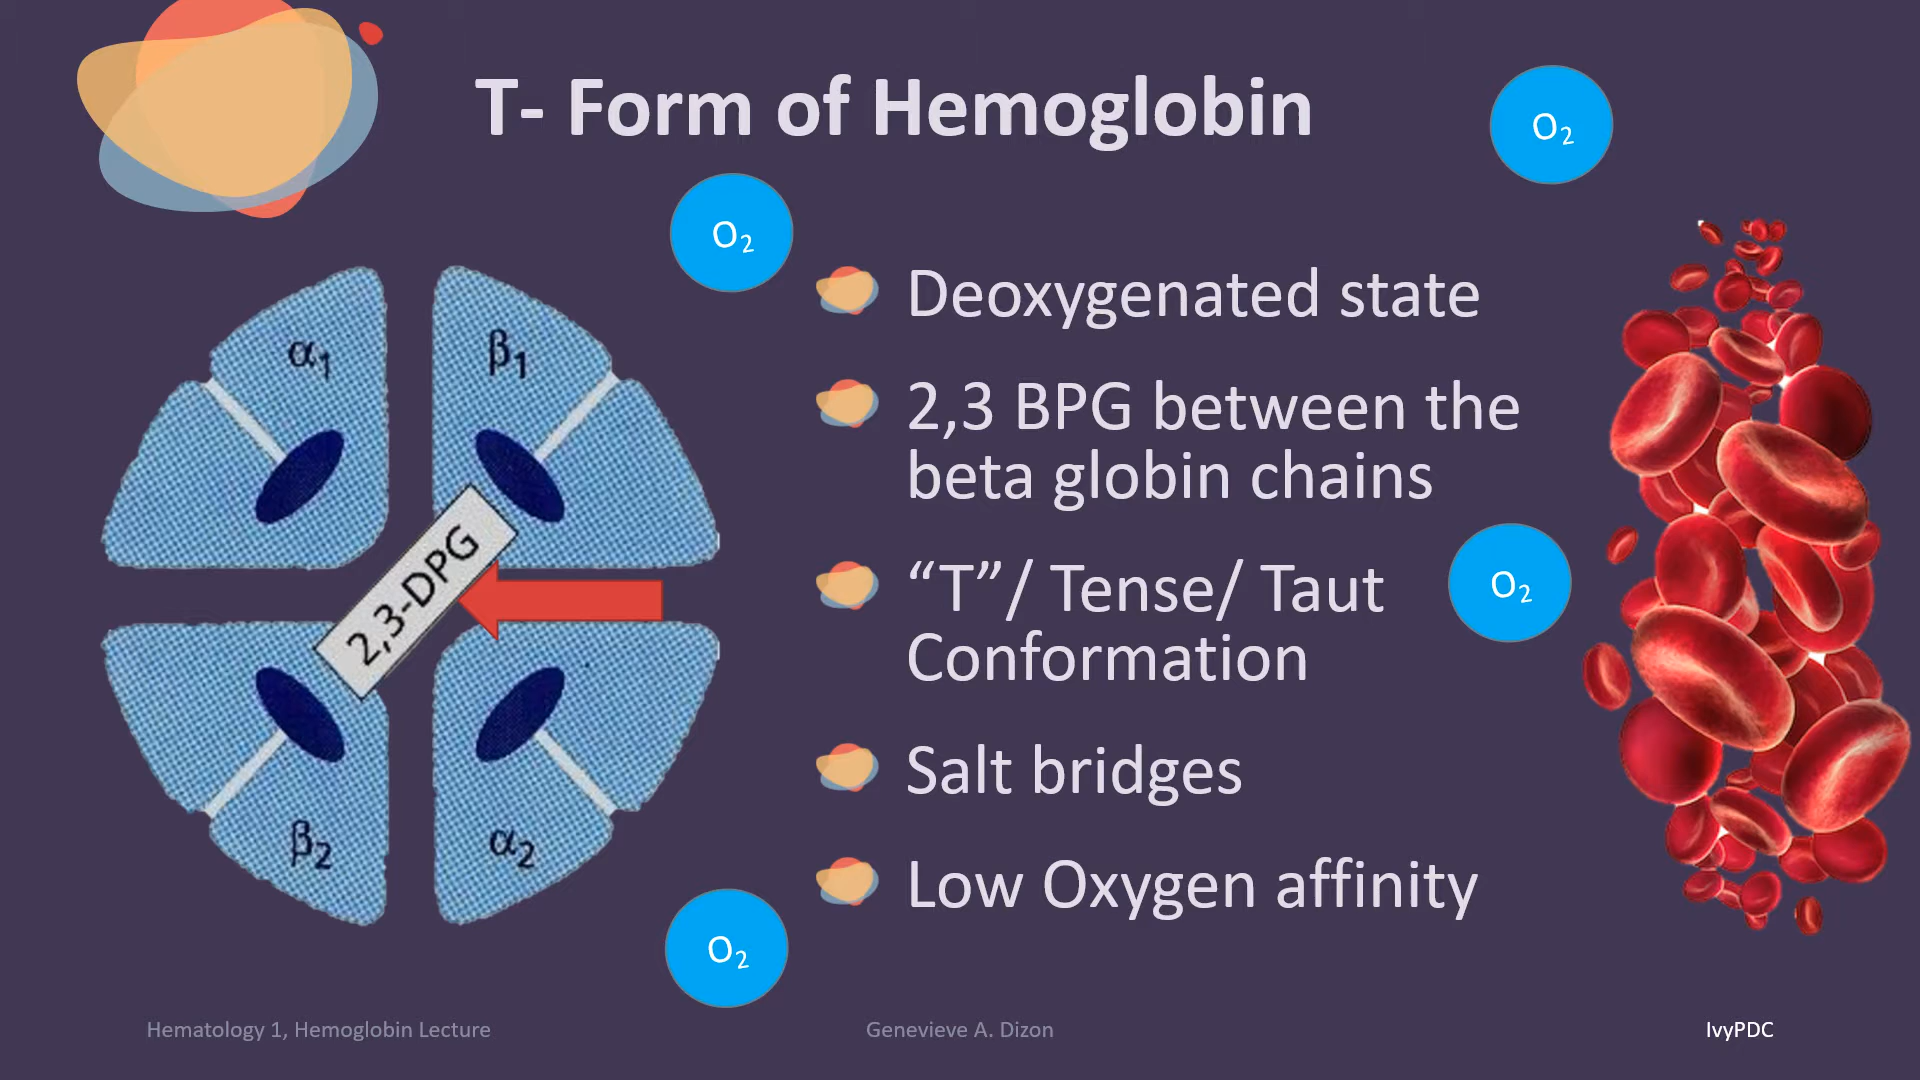 T- Form of Hemoglobin
O₂
O₂
Deoxygenated state
α₁
β₁
2,3 BPG between the
beta globin chains
2,3-DPG
“T”/ Tense/ Taut
Conformation
O₂
Salt bridges
β₂
α₂
Low Oxygen affinity
O₂
Hematology 1, Hemoglobin Lecture
Genevieve A. Dizon
IvyPDC